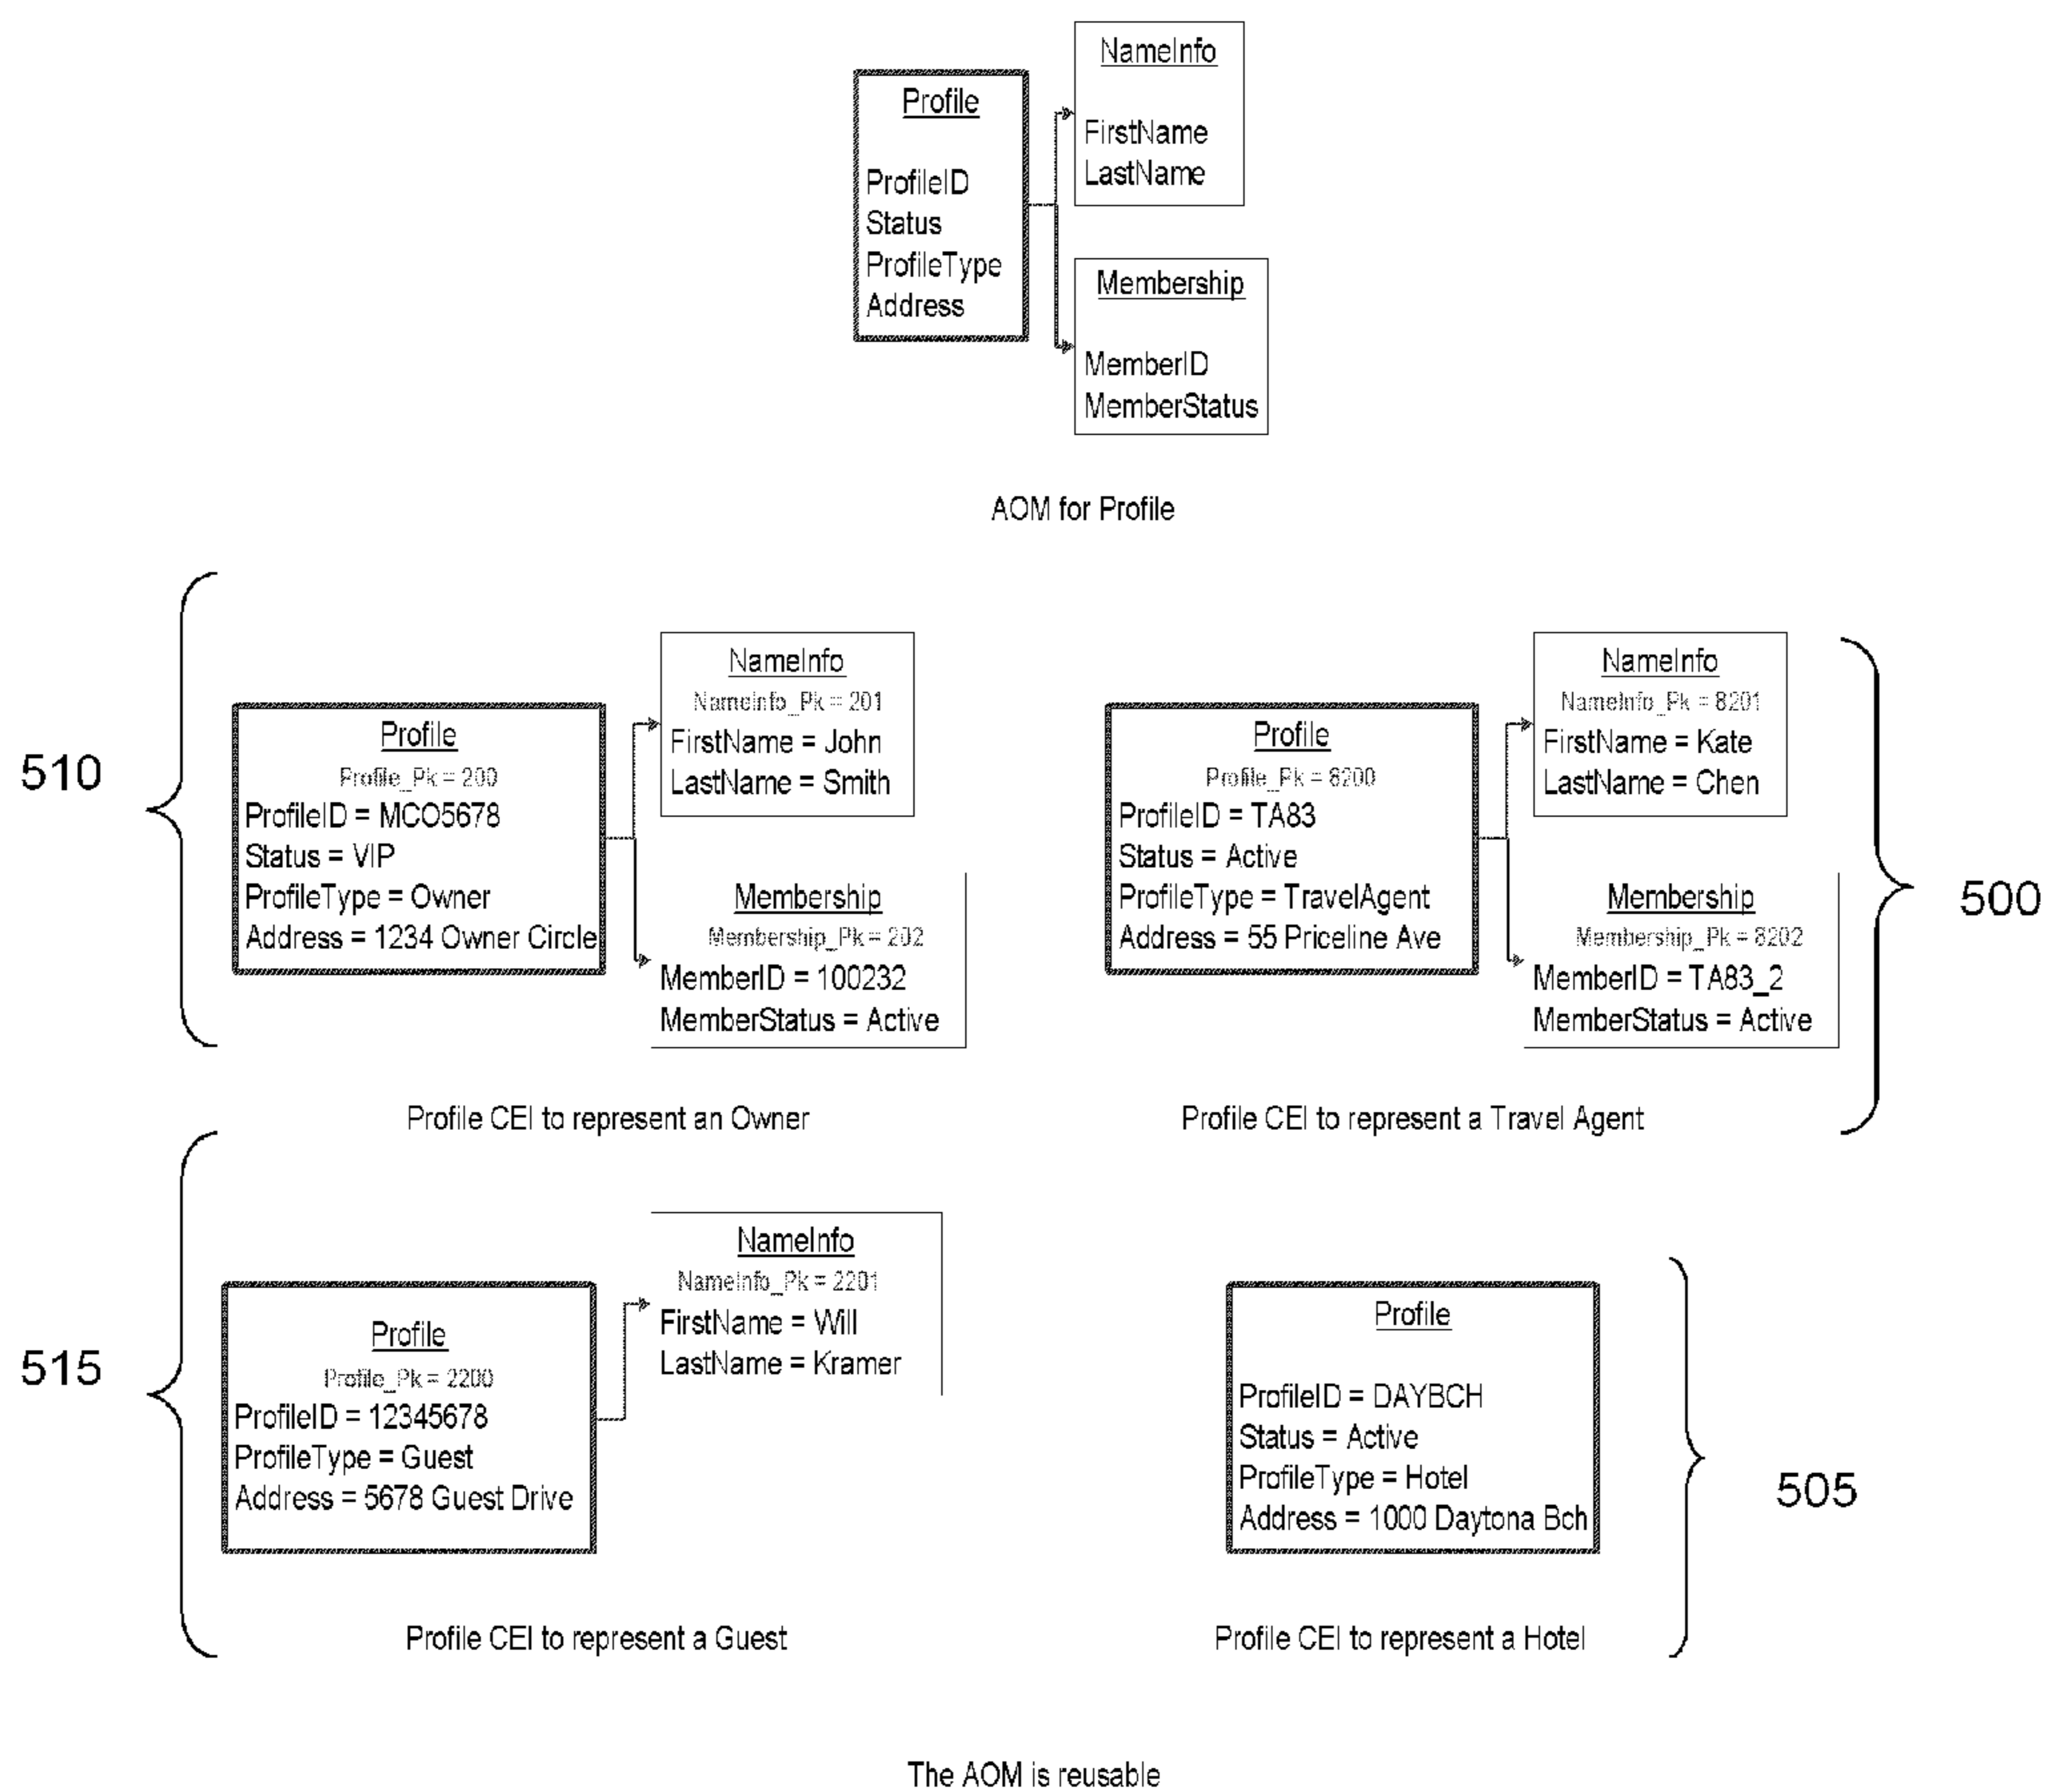 Profile
ProfileID
Status
ProfileType
Address
NameInfo
FirstName
LastName
Membership
MemberID
MemberStatus
AOM for Profile
510
Profile
Profile_Pk = 200
ProfileID = MCO5678
Status = VIP
ProfileType = Owner
Address = 1234 Owner Circle
NameInfo
NameInfo_Pk = 201
FirstName = John
LastName = Smith
Membership
Membership_Pk = 202
MemberID = 100232
MemberStatus = Active
Profile CEI to represent an Owner
Profile
Profile_Pk = 8200
ProfileID = TA83
Status = Active
ProfileType = TravelAgent
Address = 55 Priceline Ave
NameInfo
NameInfo_Pk = 8201
FirstName = Kate
LastName = Chen
Membership
Membership_Pk = 8202
MemberID = TA83_2
MemberStatus = Active
Profile CEI to represent a Travel Agent
500
515
Profile
Profile_Pk = 2200
ProfileID = 12345678
ProfileType = Guest
Address = 5678 Guest Drive
NameInfo
NameInfo_Pk = 2201
FirstName = Will
LastName = Kramer
Profile CEI to represent a Guest
Profile
ProfileID = DAYBCH
Status = Active
ProfileType = Hotel
Address = 1000 Daytona Bch
Profile CEI to represent a Hotel
505
The AOM is reusable